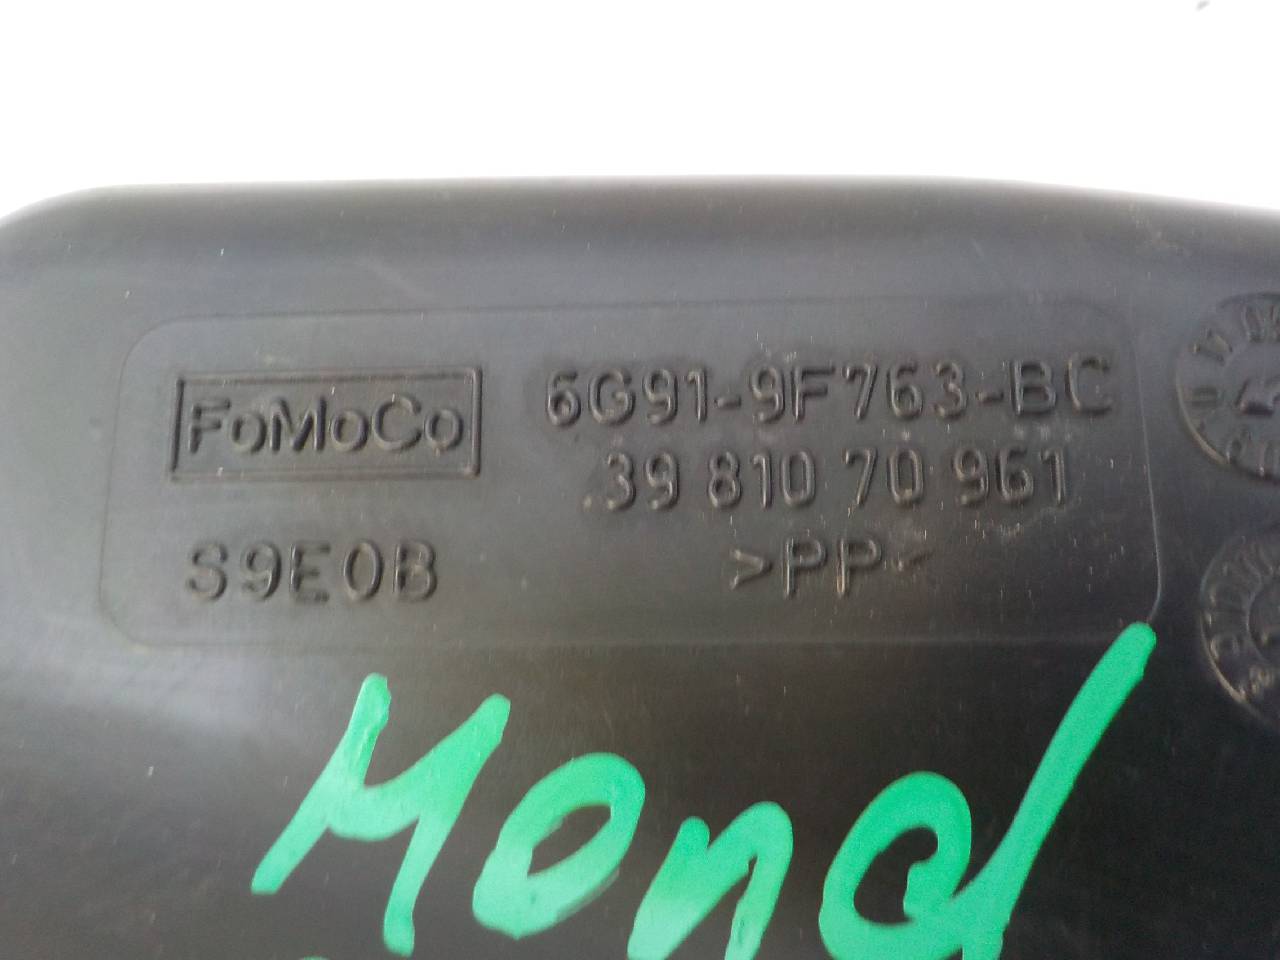 FoMoCo 6G91-9F763-BC
39 810 70 961
S9E0B >PP<
Mond